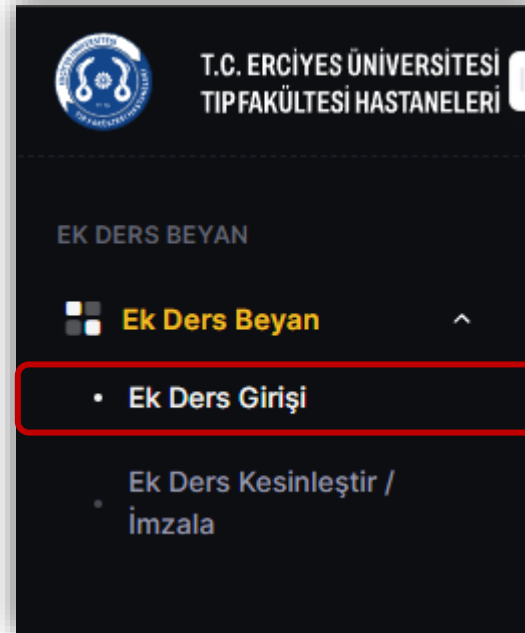 T.C. ERCİYES ÜNİVERSİTESİ
TIP FAKÜLTESİ HASTANELERİ
EK DERS BEYAN
Ek Ders Beyan
Ek Ders Girişi
Ek Ders Kesinleştir /
İmzala